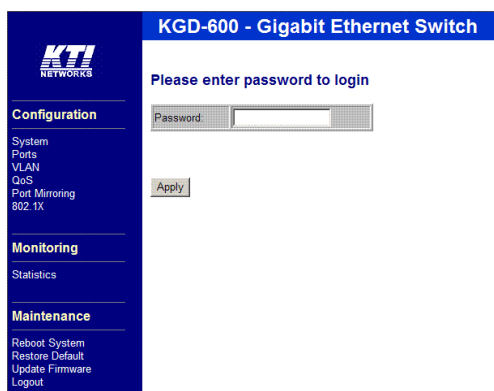 KGD-600 - Gigabit Ethernet Switch
KTI
NETWORKS
Please enter password to login
Password:
Apply
Configuration
System
Ports
VLAN
QoS
Port Mirroring
802.1X
Monitoring
Statistics
Maintenance
Reboot System
Restore Default
Update Firmware
Logout